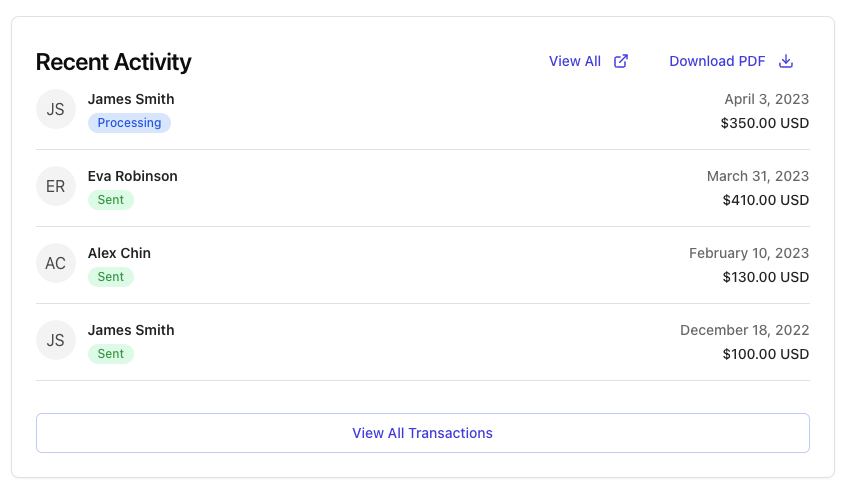 Recent Activity
View All
Download PDF
JS
James Smith
April 3, 2023
Processing
$350.00 USD
ER
Eva Robinson
March 31, 2023
Sent
$410.00 USD
AC
Alex Chin
February 10, 2023
Sent
$130.00 USD
JS
James Smith
December 18, 2022
Sent
$100.00 USD
View All Transactions